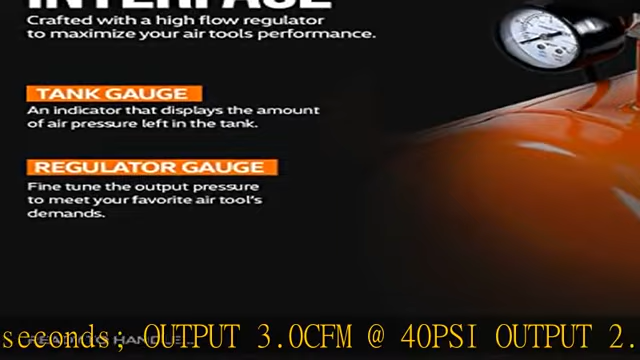 INTERFACE
Crafted with a high flow regulator
to maximize your air tools performance.
TANK GAUGE
An indicator that displays the amount
of air pressure left in the tank.
REGULATOR GAUGE
Fine tune the output pressure
to meet your favorite air tool's
demands.
seconds; OUTPUT 3.0CFM @ 40PSI OUTPUT 2.